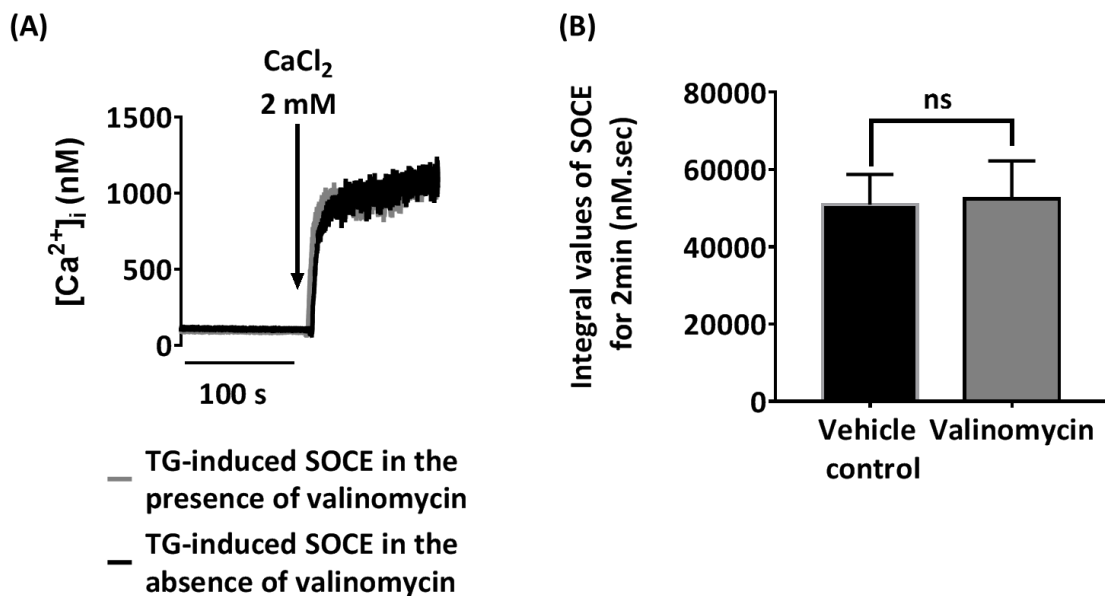 (A)
CaCl₂
2 mM
[Ca²⁺]ᵢ (nM)
1500
1000
500
0
100 s
TG-induced SOCE in the
presence of valinomycin
TG-induced SOCE in the
absence of valinomycin
(B)
Integral values of SOCE
for 2min (nM.sec)
80000
60000
40000
20000
0
ns
Vehicle
control
Valinomycin